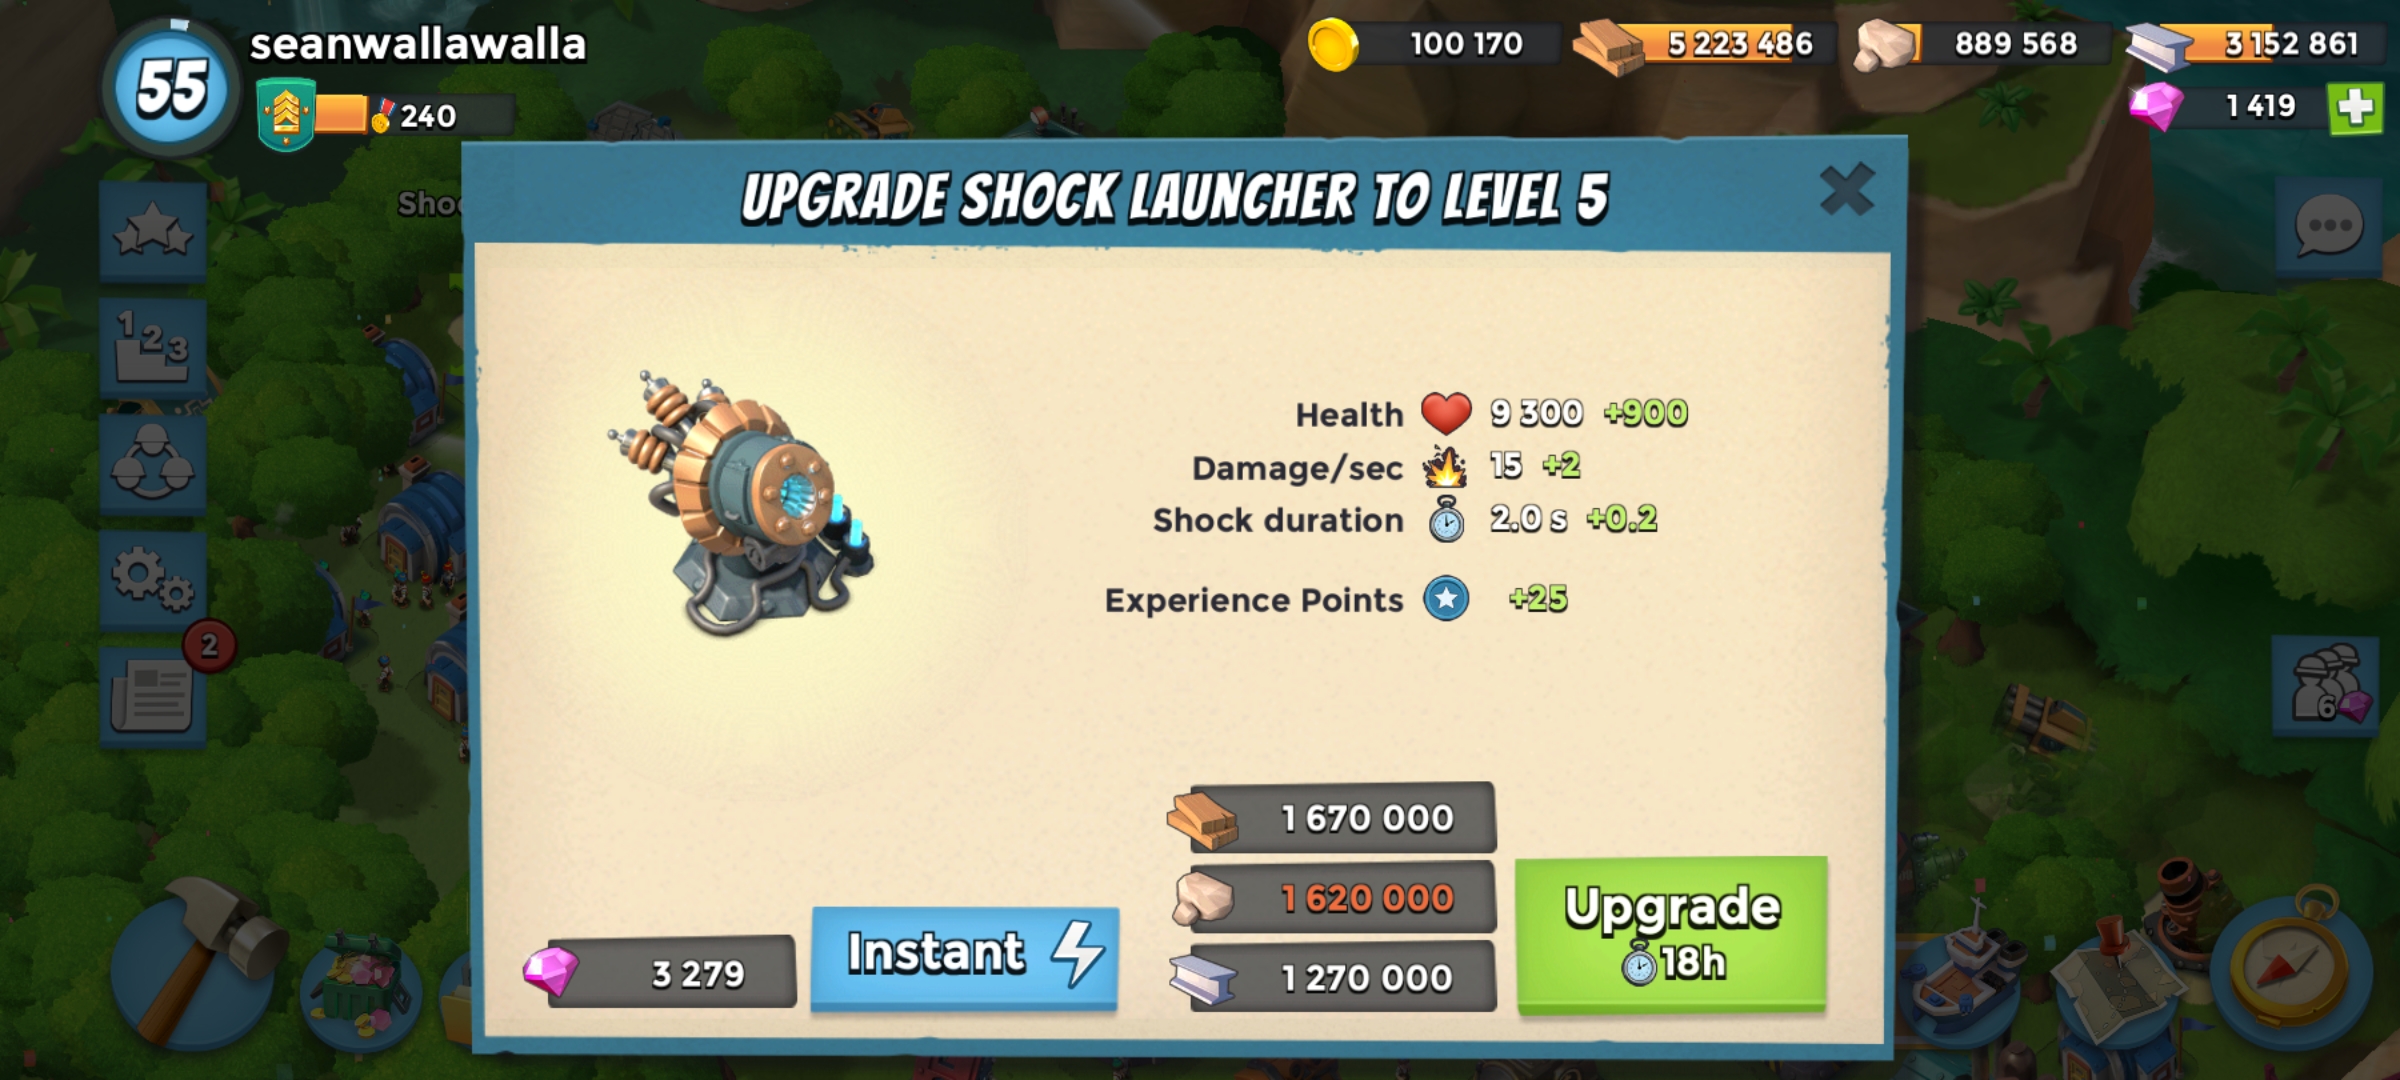 55
seanwallawalla
240
100 170
5 223 486
889 568
3 152 861
1 419
Shoc
UPGRADE SHOCK LAUNCHER TO LEVEL 5
1 2 3
2
Health 9 300 +900
Damage/sec 15 +2
Shock duration 2.0 s +0.2
Experience Points +25
6
1 670 000
1 620 000
1 270 000
3 279
Instant
Upgrade
18h